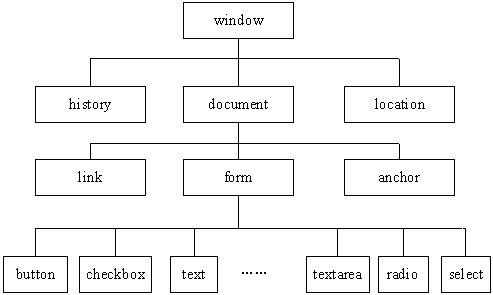 window
history document location
link form anchor
button checkbox text …… textarea radio select